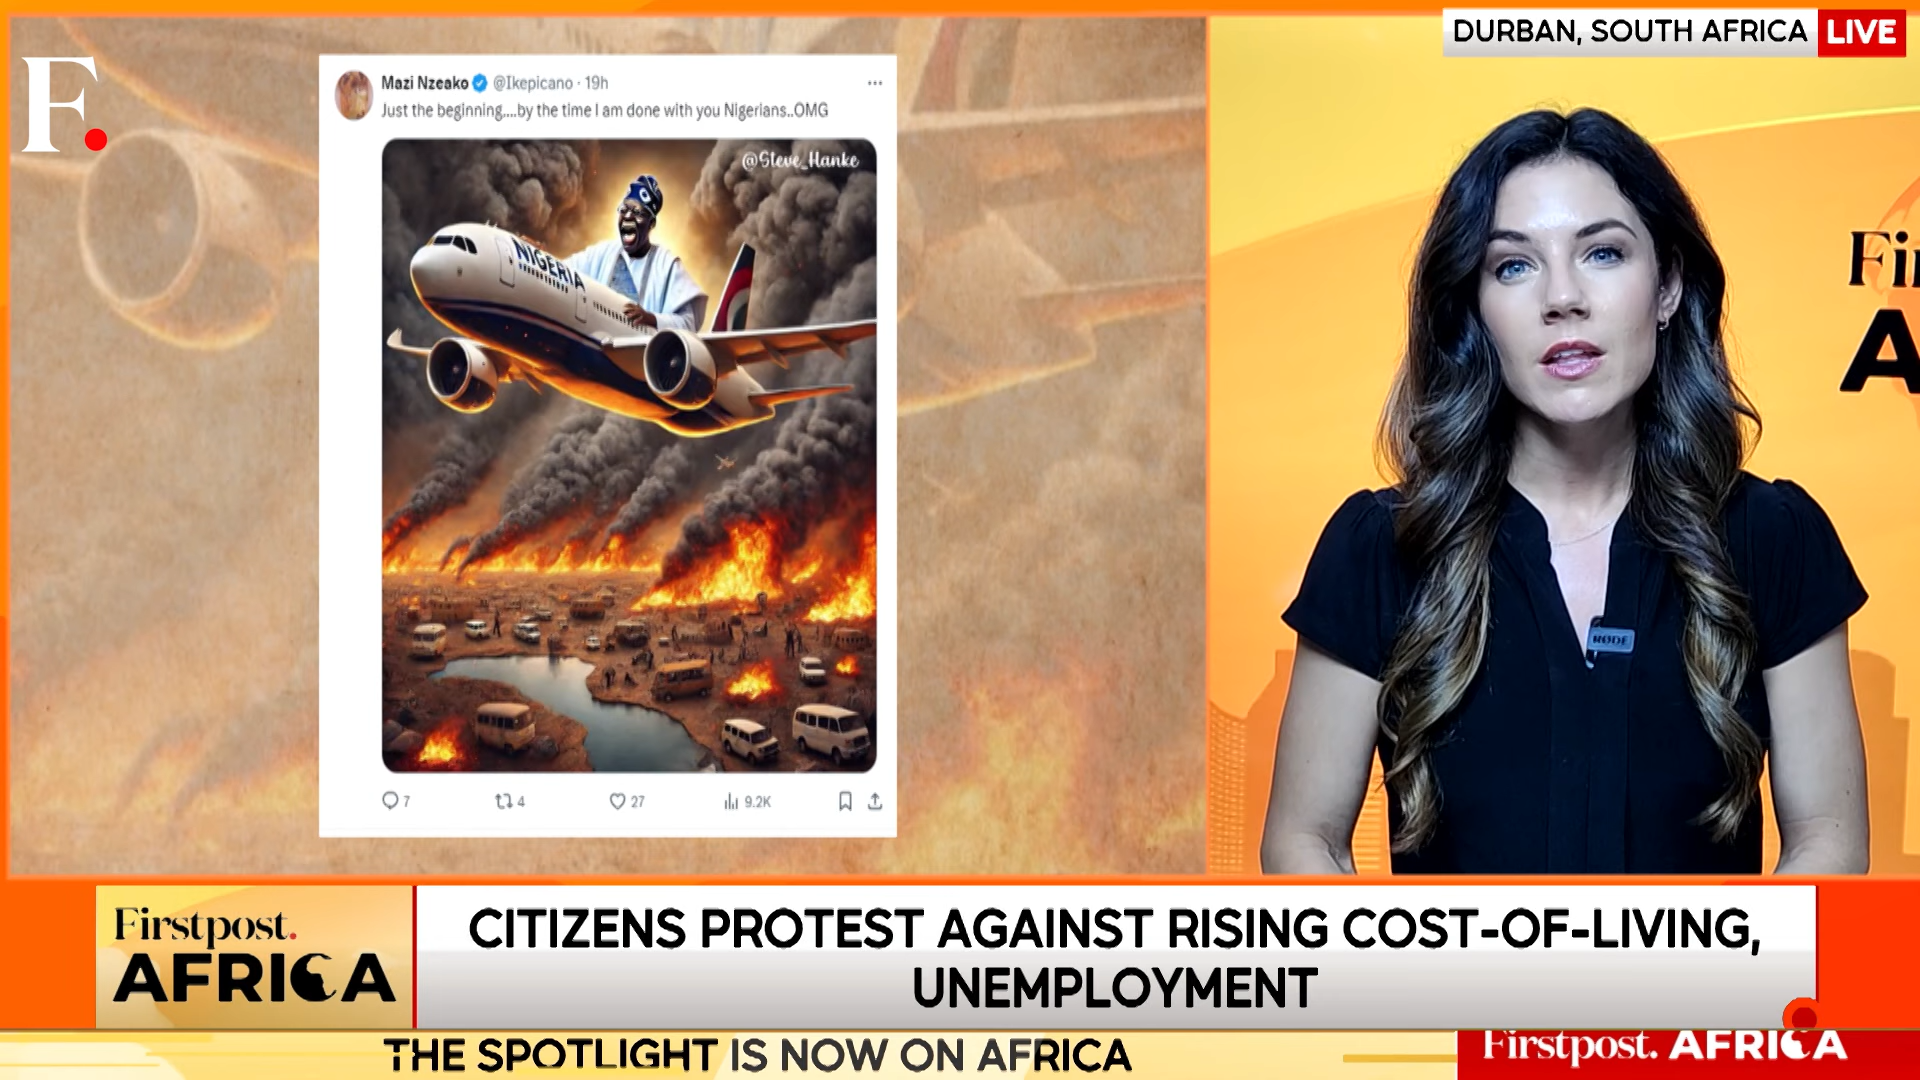 DURBAN, SOUTH AFRICA LIVE
F.
Mazi Nzeako @Ikepicano · 19h
Just the beginning....by the time I am done with you Nigerians..OMG
@Steve_Hanke
NIGERIA
7 4 27 9.2K
Fi
A
RØDE
Firstpost.
AFRICA
CITIZENS PROTEST AGAINST RISING COST-OF-LIVING,
UNEMPLOYMENT
THE SPOTLIGHT IS NOW ON AFRICA
Firstpost. AFRICA